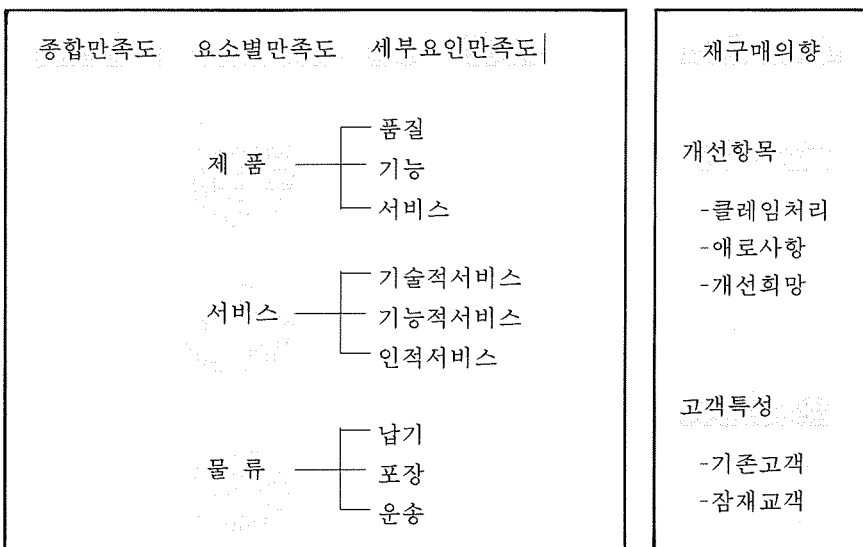 종합만족도 요소별만족도 세부요인만족도
제 품
품질
기능
서비스
서비스
기술적서비스
기능적서비스
인적서비스
물 류
납기
포장
운송
재구매의향
개선항목
-클레임처리
-애로사항
-개선희망
고객특성
-기존고객
-잠재교객